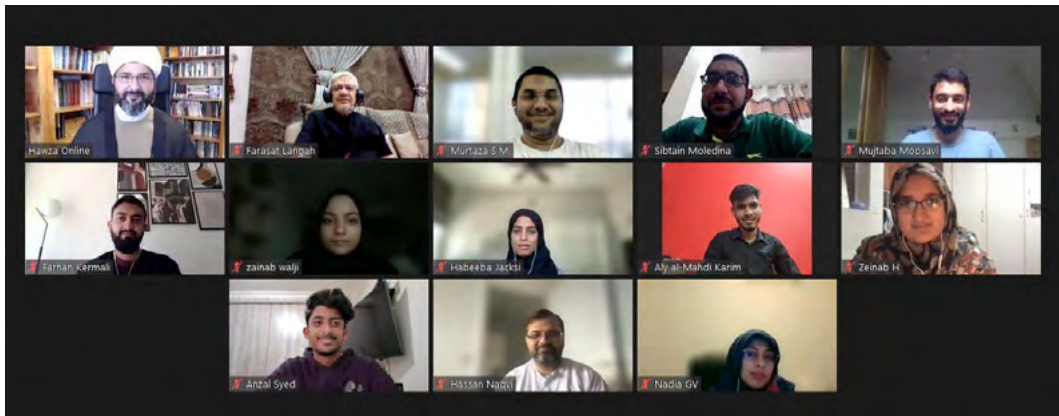 Hawza Online
Farasat Langah
Murtaza S M
Sibtain Moledina
Mujtaba Moosavi
Farhan Kermali
zainab walji
Habeeba Jacksi
Aly al-Mahdi Karim
Zeinab H
Anzal Syed
Hassan Naqvi
Nadia GV